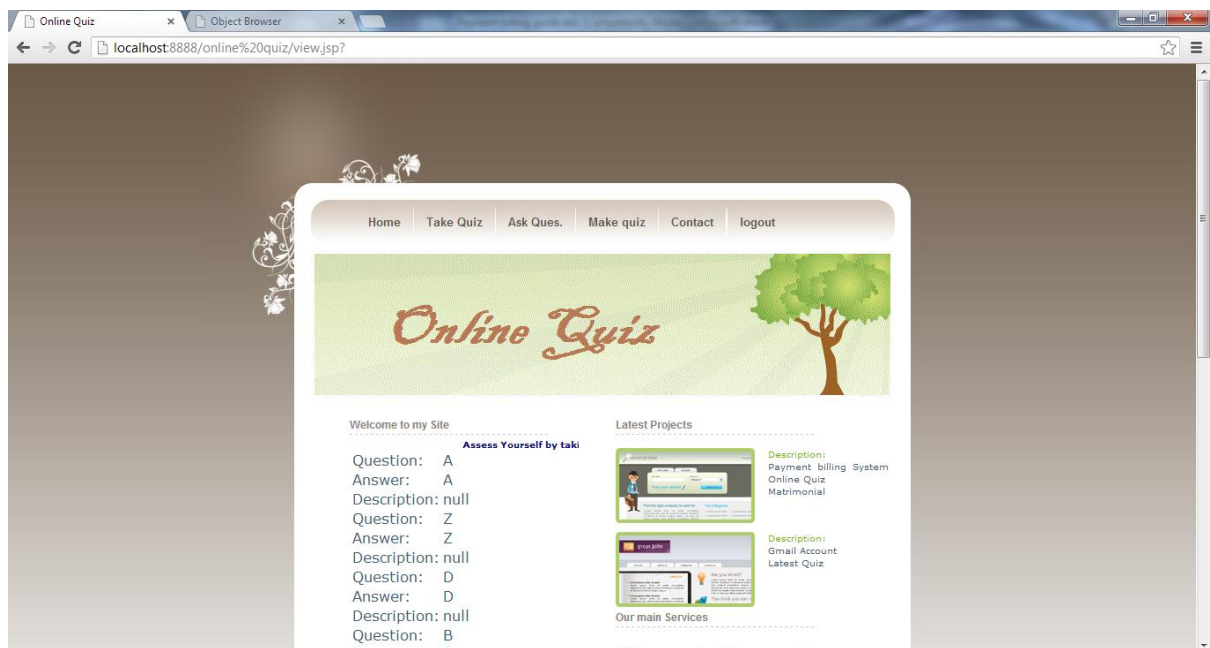 Online Quiz
Object Browser
localhost:8888/online%20quiz/view.jsp?
Home Take Quiz Ask Ques. Make quiz Contact logout
Online Quiz
Welcome to my Site
Assess Yourself by taki
Question: A
Answer: A
Description: null
Question: Z
Answer: Z
Description: null
Question: D
Answer: D
Description: null
Question: B
Latest Projects
Description:
Payment billing System
Online Quiz
Matrimonial
great jobs
Description:
Gmail Account
Latest Quiz
Our main Services